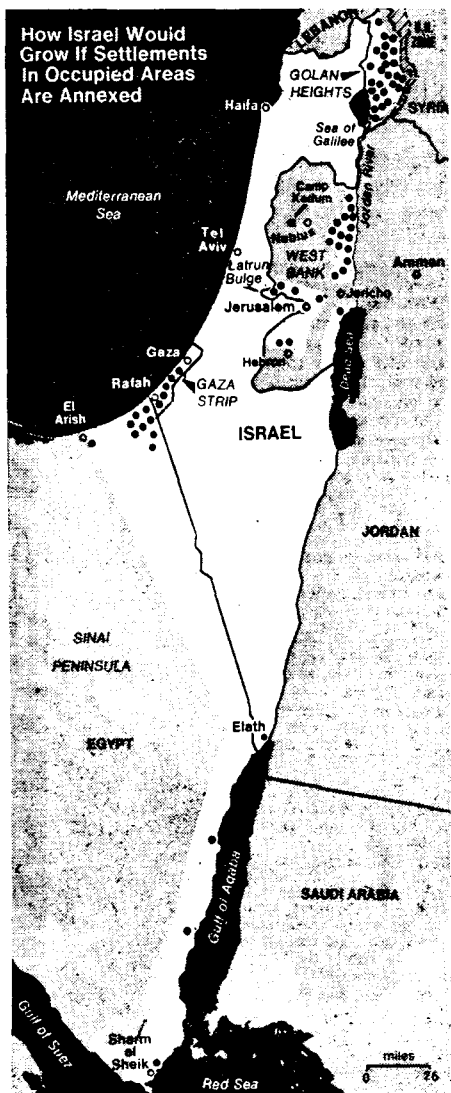 How Israel Would
Grow If Settlements
In Occupied Areas
Are Annexed
LEBANON
U.N.
ZONE
GOLAN
HEIGHTS
SYRIA
Haifa
Sea of
Galilee
Mediterranean
Sea
Jordan River
Camp
Kadum
Nablus
Tel
Aviv
WEST
BANK
Latrun
Bulge
Amman
Jericho
Jerusalem
Gaza
Hebron
Dead Sea
Rafah
GAZA
STRIP
El
Arish
ISRAEL
JORDAN
SINAI
PENINSULA
Elath
EGYPT
Gulf of Aqaba
SAUDI ARABIA
Gulf of Suez
Sharm
el
Sheik
miles
0 26
Red Sea